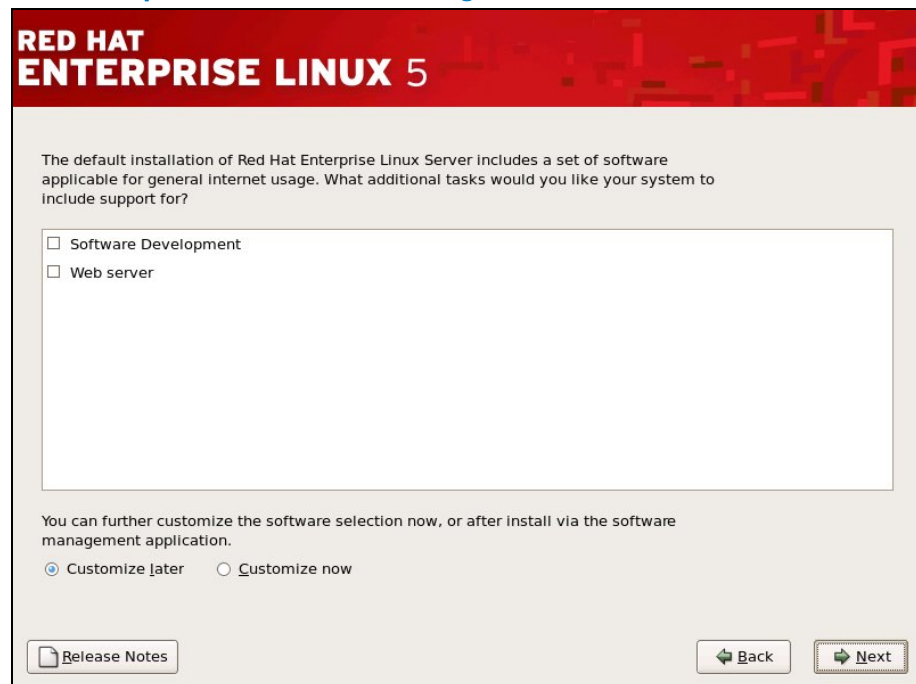 RED HAT
ENTERPRISE LINUX 5
The default installation of Red Hat Enterprise Linux Server includes a set of software
applicable for general internet usage. What additional tasks would you like your system to
include support for?
Software Development
Web server
You can further customize the software selection now, or after install via the software
management application.
Customize later
Customize now
Release Notes
Back
Next